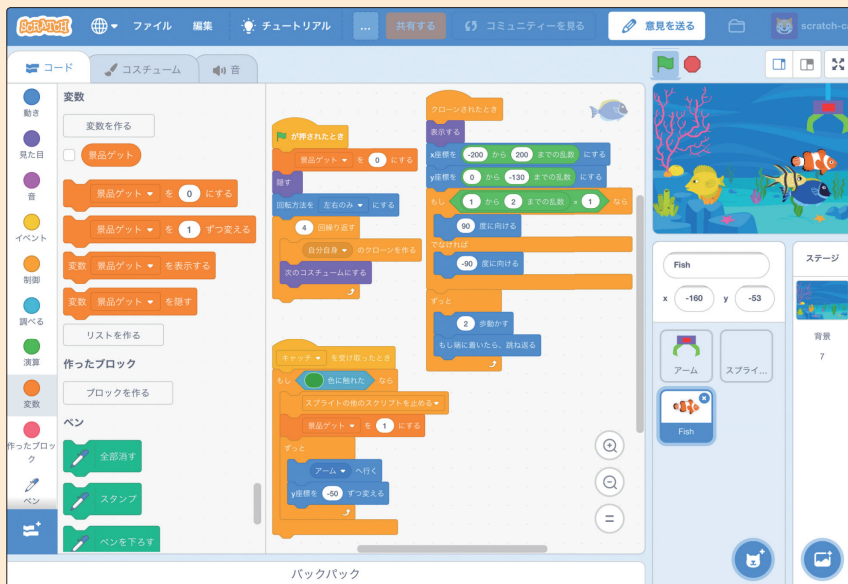 SCRATCH
ファイル
編集
チュートリアル
...
共有する
コミュニティーを見る
意見を送る
コード
コスチューム
音
動き
見た目
音
イベント
制御
調べる
演算
変数
作ったブロッ
ク
ペン
変数
変数を作る
景品ゲット
景品ゲット を 0 にする
景品ゲット を 1 ずつ変える
変数 景品ゲット を表示する
変数 景品ゲット を隠す
リストを作る
作ったブロック
ブロックを作る
ペン
全部消す
スタンプ
ペンを下ろす
が押されたとき
景品ゲット を 0 にする
隠す
回転方法を 左右のみ にする
4 回繰り返す
自分自身 のクローンを作る
次のコスチュームにする
キャッチ を受け取ったとき
もし 色に触れた なら
スプライトの他のスクリプトを止める
景品ゲット を 1 にする
ずっと
アーム へ行く
y座標を -50 ずつ変える
クローンされたとき
表示する
x座標を -200 から 200 までの乱数 にする
y座標を 0 から -130 までの乱数 にする
もし 1 から 2 までの乱数 = 1 なら
90 度に向ける
でなければ
-90 度に向ける
ずっと
2 歩動かす
もし端に着いたら、跳ね返る
Fish
x -160 y -53
アーム
スプライ...
Fish
ステージ
背景
7
バックパック